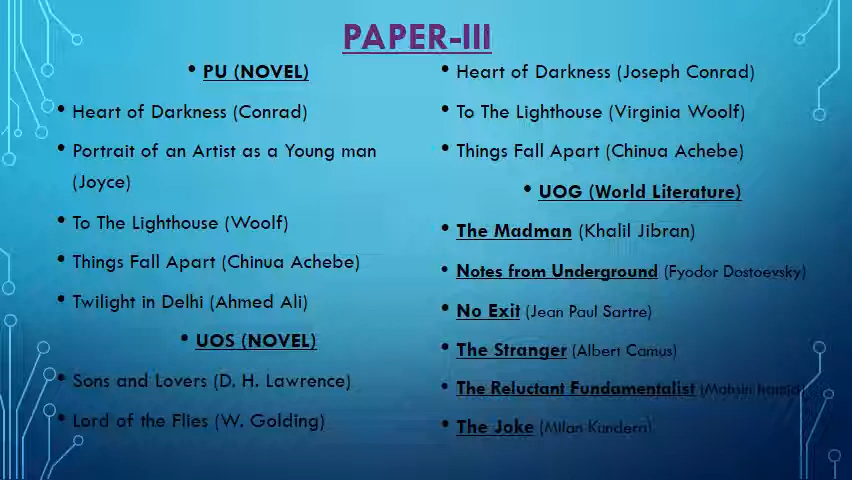 PAPER-III
• PU (NOVEL)
• Heart of Darkness (Conrad)
• Portrait of an Artist as a Young man
(Joyce)
• To The Lighthouse (Woolf)
• Things Fall Apart (Chinua Achebe)
• Twilight in Delhi (Ahmed Ali)
• UOS (NOVEL)
• Sons and Lovers (D. H. Lawrence)
• Lord of the Flies (W. Golding)
• Heart of Darkness (Joseph Conrad)
• To The Lighthouse (Virginia Woolf)
• Things Fall Apart (Chinua Achebe)
• UOG (World Literature)
• The Madman (Khalil Jibran)
• Notes from Underground (Fyodor Dostoevsky)
• No Exit (Jean Paul Sartre)
• The Stranger (Albert Camus)
• The Reluctant Fundamentalist (Mohsin Hamid)
• The Joke (Milan Kundera)